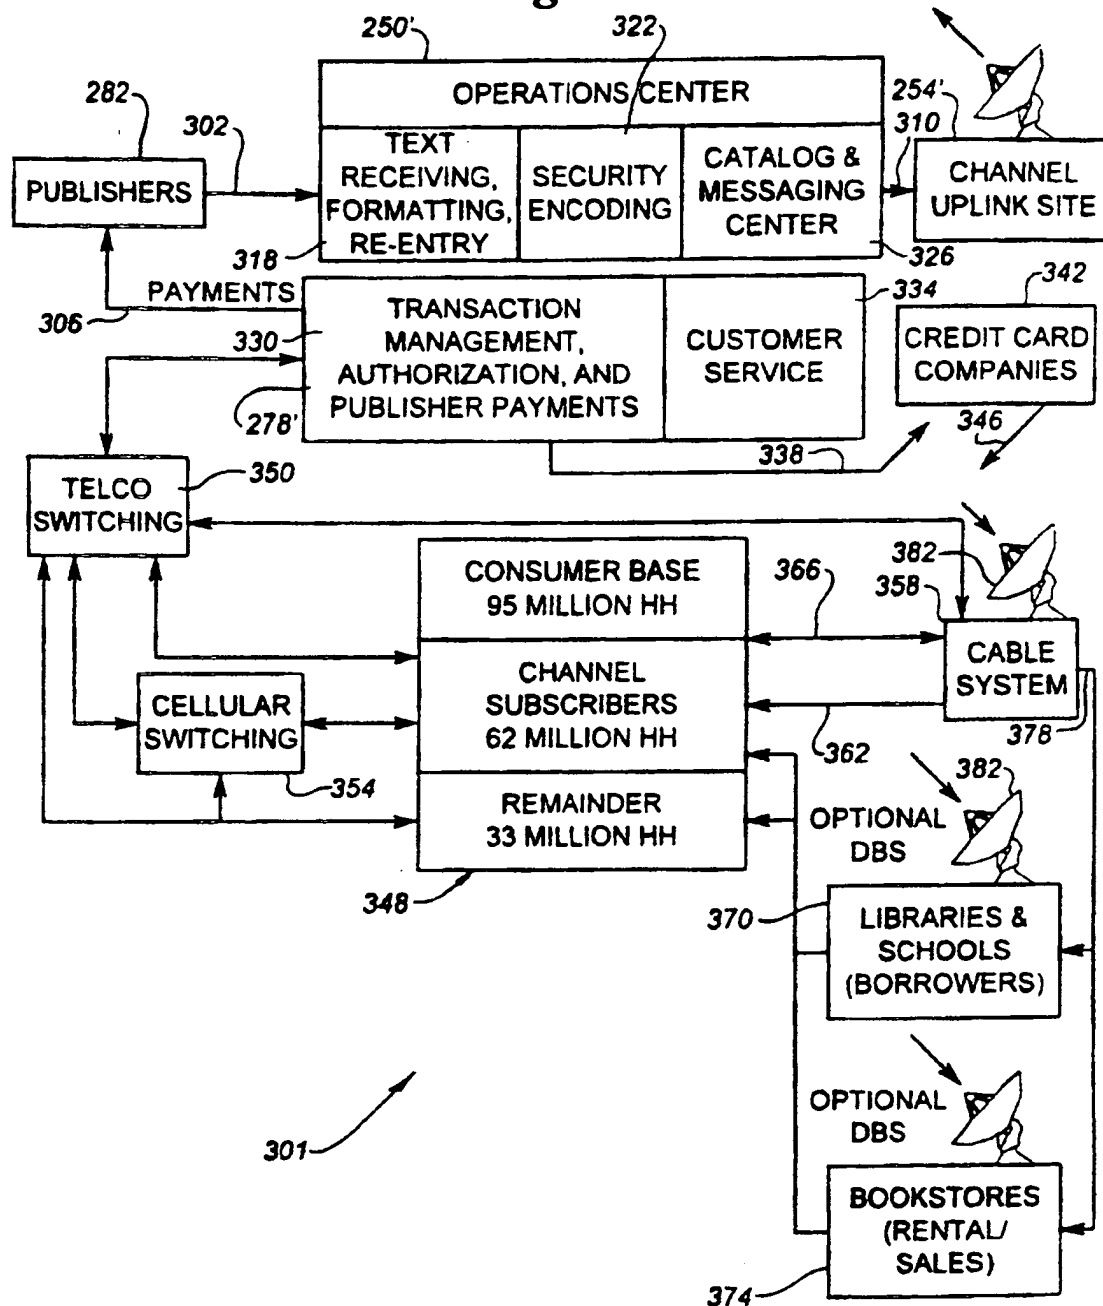 g
322
250'
282
302
OPERATIONS CENTER
254'
310
PUBLISHERS
TEXT
RECEIVING,
FORMATTING,
RE-ENTRY
SECURITY
ENCODING
CATALOG &
MESSAGING
CENTER
CHANNEL
UPLINK SITE
318
326
PAYMENTS
306
330
TRANSACTION
MANAGEMENT,
AUTHORIZATION, AND
PUBLISHER PAYMENTS
278'
334
CUSTOMER
SERVICE
342
CREDIT CARD
COMPANIES
346
338
350
TELCO
SWITCHING
CONSUMER BASE
95 MILLION HH
366
382
358
CHANNEL
SUBSCRIBERS
62 MILLION HH
CABLE
SYSTEM
CELLULAR
SWITCHING
362
378
354
REMAINDER
33 MILLION HH
348
382
OPTIONAL
DBS
370
LIBRARIES &
SCHOOLS
(BORROWERS)
OPTIONAL
DBS
301
BOOKSTORES
(RENTAL/
SALES)
374